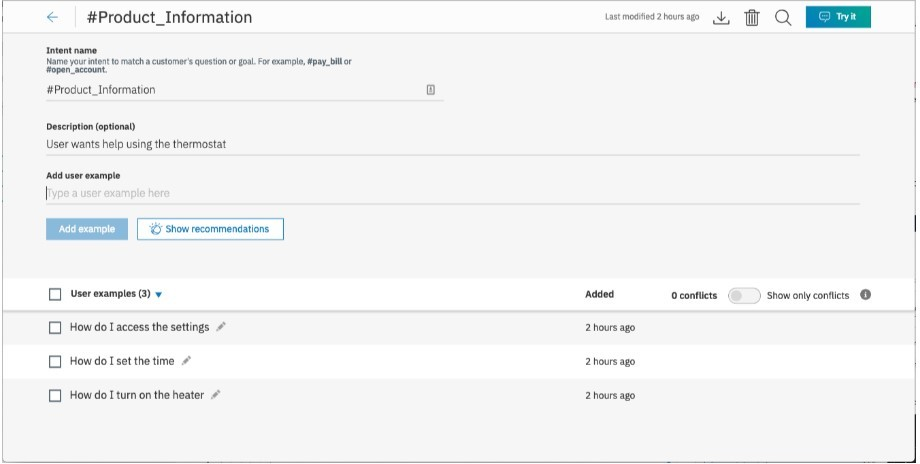 #Product_Information
Last modified 2 hours ago
Try it
Intent name
Name your intent to match a customer's question or goal. For example, #pay_bill or
#open_account.
#Product_Information
Description (optional)
User wants help using the thermostat
Add user example
Type a user example here
Add example
Show recommendations
User examples (3)
Added
0 conflicts
Show only conflicts
How do I access the settings
2 hours ago
How do I set the time
2 hours ago
How do I turn on the heater
2 hours ago